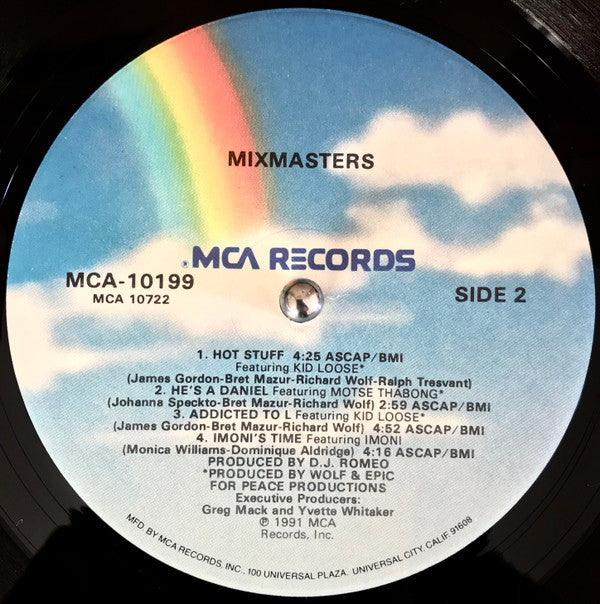 MIXMASTERS
MCA RECORDS
MCA-10199
MCA 10722
SIDE 2
1. HOT STUFF 4:25 ASCAP/BMI
Featuring KID LOOSE*
(James Gordon-Bret Mazur-Richard Wolf-Ralph Tresvant)
2. HE'S A DANIEL Featuring MOTSE THABONG*
(Johanna Speckto-Bret Mazur-Richard Wolf) 2:59 ASCAP/BMI
3. ADDICTED TO L Featuring KID LOOSE*
(James Gordon-Bret Mazur-Richard Wolf) 4:52 ASCAP/BMI
4. IMONI'S TIME Featuring IMONI
(Monica Williams-Dominique Aldridge) 4:16 ASCAP/BMI
PRODUCED BY D.J. ROMEO
*PRODUCED BY WOLF & EPIC
FOR PEACE PRODUCTIONS
Executive Producers:
Greg Mack and Yvette Whitaker
℗ 1991 MCA
Records, Inc.
MFD. BY MCA RECORDS, INC., 100 UNIVERSAL PLAZA. UNIVERSAL CITY, CALIF. 91608